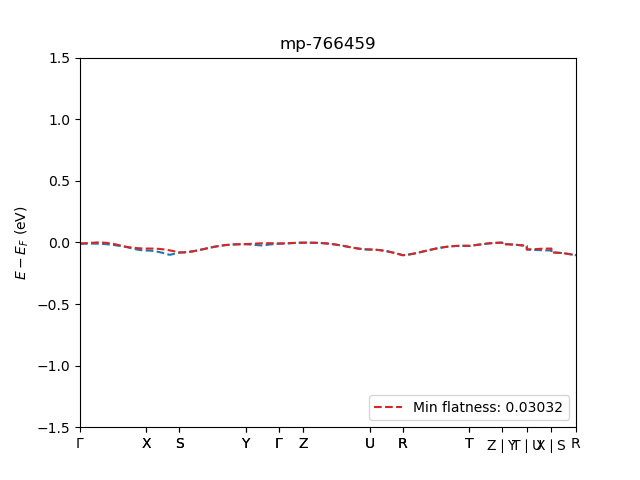 mp-766459
E − E_F (eV)
1.5
1.0
0.5
0.0
−0.5
−1.0
−1.5
Min flatness: 0.03032
Γ X S Y Γ Z U R T Z | Y T | U X | S R